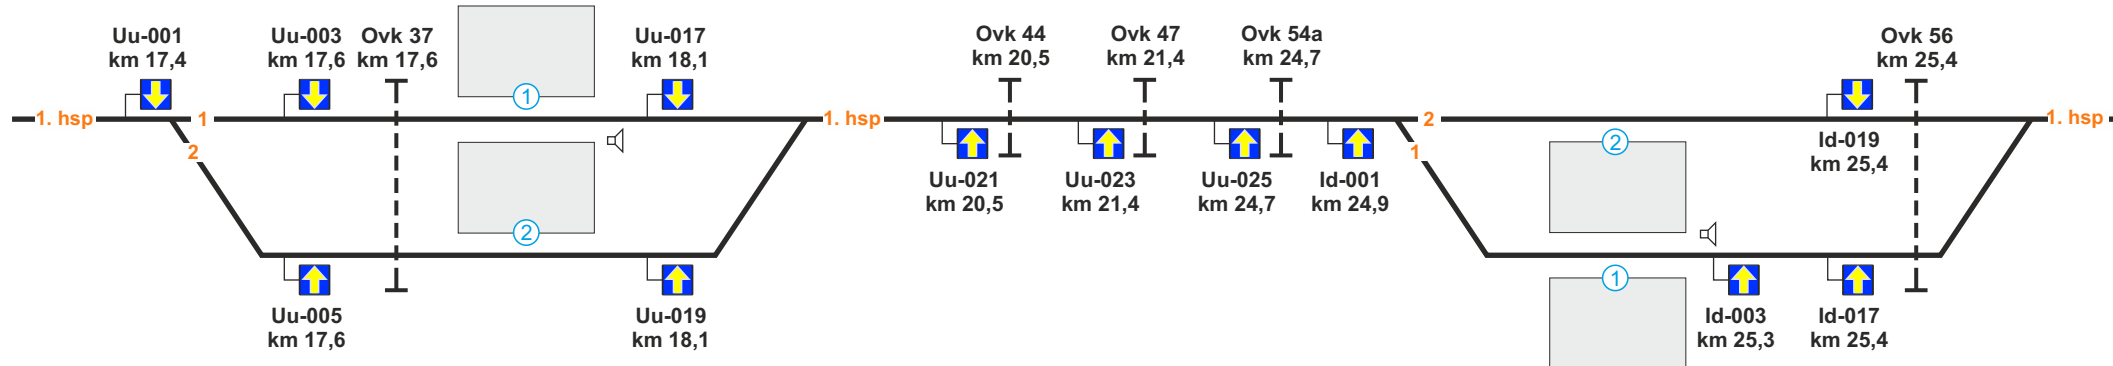 Uu-001
km 17,4
Uu-003
km 17,6
Ovk 37
km 17,6
Uu-017
km 18,1
Ovk 44
km 20,5
Ovk 47
km 21,4
Ovk 54a
km 24,7
Ovk 56
km 25,4
1
1. hsp
1
1. hsp
2
1. hsp
2
1
2
Id-019
km 25,4
Uu-021
km 20,5
Uu-023
km 21,4
Uu-025
km 24,7
Id-001
km 24,9
2
1
Uu-005
km 17,6
Uu-019
km 18,1
Id-003
km 25,3
Id-017
km 25,4